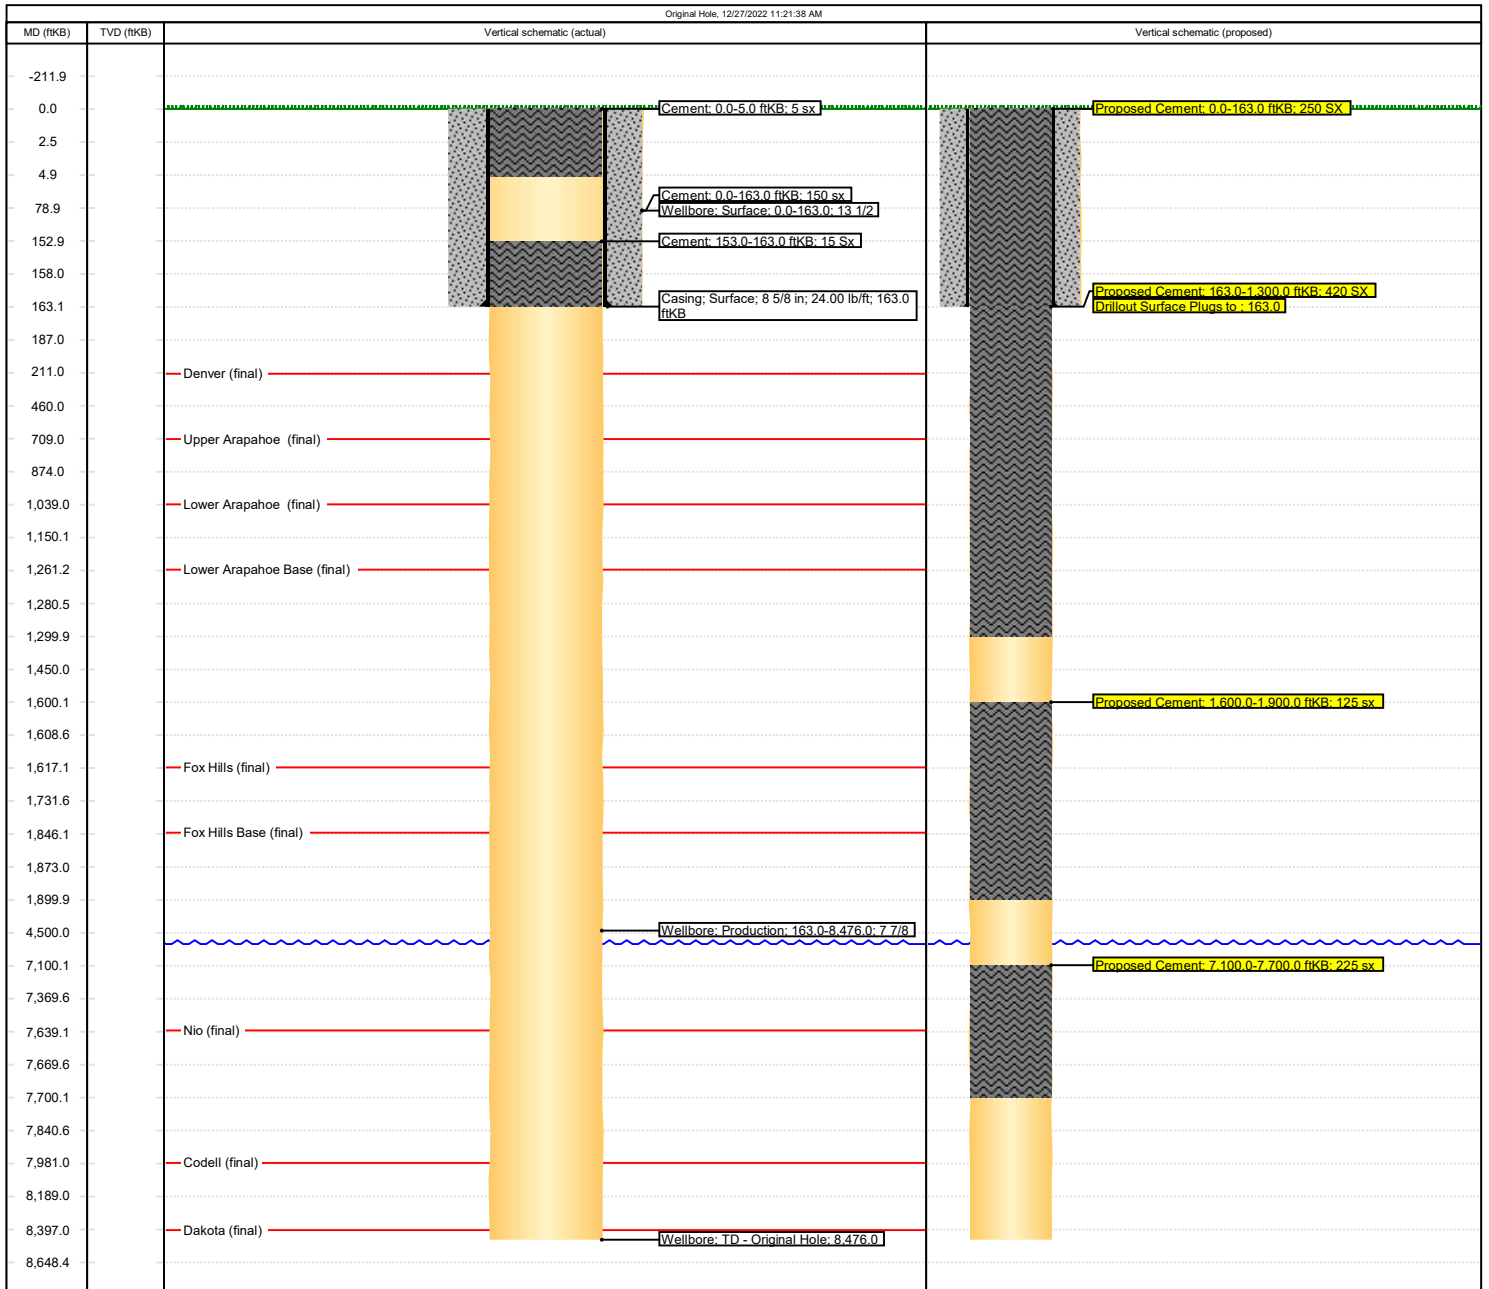 Original Hole, 12/27/2022 11:21:38 AM
MD (ftKB)
TVD (ftKB)
Vertical schematic (actual)
Vertical schematic (proposed)
-211.9
0.0
Cement; 0.0-5.0 ftKB; 5 sx
Proposed Cement; 0.0-163.0 ftKB; 250 SX
2.5
4.9
Cement; 0.0-163.0 ftKB; 150 sx
78.9
Wellbore; Surface; 0.0-163.0; 13 1/2
152.9
Cement; 153.0-163.0 ftKB; 15 Sx
158.0
Casing; Surface; 8 5/8 in; 24.00 lb/ft; 163.0
ftKB
Proposed Cement; 163.0-1,300.0 ftKB; 420 SX
163.1
Drillout Surface Plugs to ; 163.0
187.0
211.0
Denver (final)
460.0
709.0
Upper Arapahoe  (final)
874.0
1,039.0
Lower Arapahoe  (final)
1,150.1
1,261.2
Lower Arapahoe Base (final)
1,280.5
1,299.9
1,450.0
1,600.1
Proposed Cement; 1,600.0-1,900.0 ftKB; 125 sx
1,608.6
1,617.1
Fox Hills (final)
1,731.6
1,846.1
Fox Hills Base (final)
1,873.0
1,899.9
4,500.0
Wellbore; Production; 163.0-8,476.0; 7 7/8
7,100.1
Proposed Cement; 7,100.0-7,700.0 ftKB; 225 sx
7,369.6
7,639.1
Nio (final)
7,669.6
7,700.1
7,840.6
7,981.0
Codell (final)
8,189.0
8,397.0
Dakota (final)
Wellbore; TD - Original Hole; 8,476.0
8,648.4